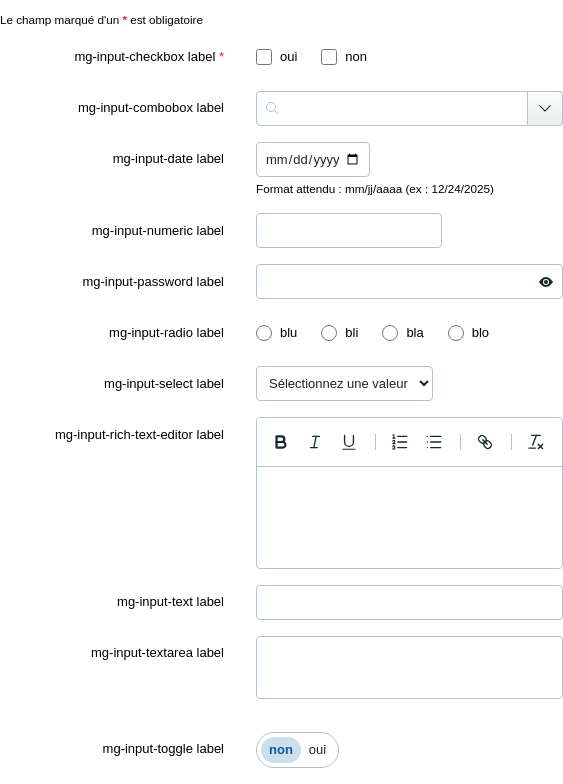 Le champ marqué d'un * est obligatoire
mg-input-checkbox label * oui non
mg-input-combobox label
mg-input-date label mm/dd/yyyy
Format attendu : mm/jj/aaaa (ex : 12/24/2025)
mg-input-numeric label
mg-input-password label
mg-input-radio label blu bli bla blo
mg-input-select label Sélectionnez une valeur
mg-input-rich-text-editor label
mg-input-text label
mg-input-textarea label
mg-input-toggle label non oui